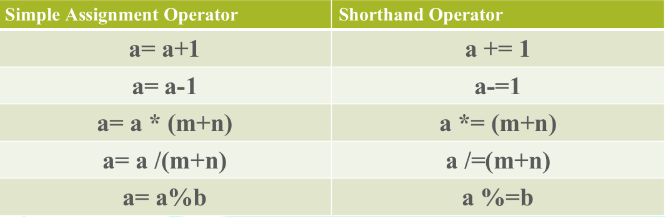 Simple Assignment Operator Shorthand Operator
a= a+1 a += 1
a= a-1 a-=1
a= a * (m+n) a *= (m+n)
a= a /(m+n) a /=(m+n)
a= a%b a %=b